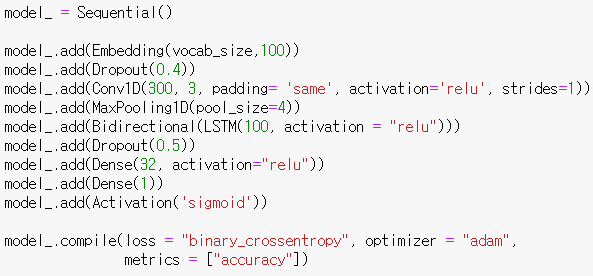 model_ = Sequential()
model_.add(Embedding(vocab_size,100))
model_.add(Dropout(0.4))
model_.add(Conv1D(300, 3, padding= 'same', activation='relu', strides=1))
model_.add(MaxPooling1D(pool_size=4))
model_.add(Bidirectional(LSTM(100, activation = "relu")))
model_.add(Dropout(0.5))
model_.add(Dense(32, activation="relu"))
model_.add(Dense(1))
model_.add(Activation('sigmoid'))
model_.compile(loss = "binary_crossentropy", optimizer = "adam",
metrics = ["accuracy"])